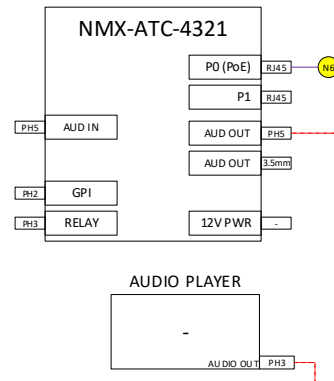 NMX-ATC-4321
P0 (PoE) RJ45 N6
P1 RJ45
PH5 AUD IN AUD OUT PH5
AUD OUT 3.5mm
PH2 GPI
PH3 RELAY 12V PWR -
AUDIO PLAYER
-
AUDIO OUT PH3